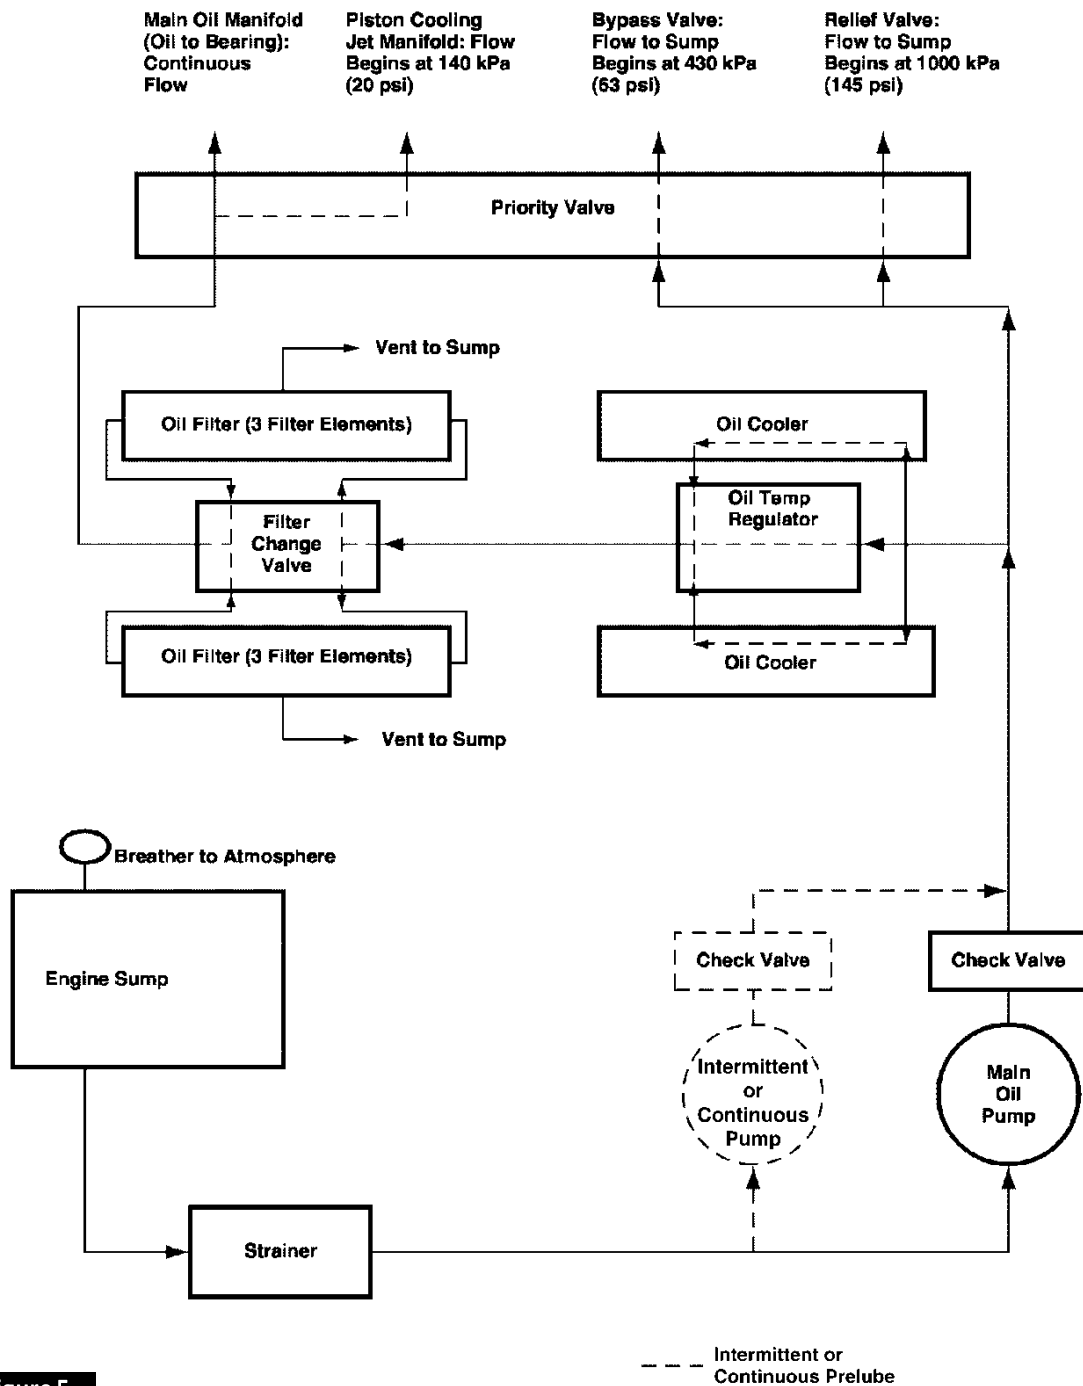 Main Oil Manifold
(Oil to Bearing):
Continuous
Flow
Piston Cooling
Jet Manifold: Flow
Begins at 140 kPa
(20 psi)
Bypass Valve:
Flow to Sump
Begins at 430 kPa
(63 psi)
Relief Valve:
Flow to Sump
Begins at 1000 kPa
(145 psi)
Priority Valve
Vent to Sump
Oil Filter (3 Filter Elements)
Oil Cooler
Filter
Change
Valve
Oil Temp
Regulator
Oil Filter (3 Filter Elements)
Oil Cooler
Vent to Sump
Breather to Atmosphere
Engine Sump
Check Valve
Check Valve
Intermittent
or
Continuous
Pump
Main
Oil
Pump
Strainer
Intermittent or
Continuous Prelube